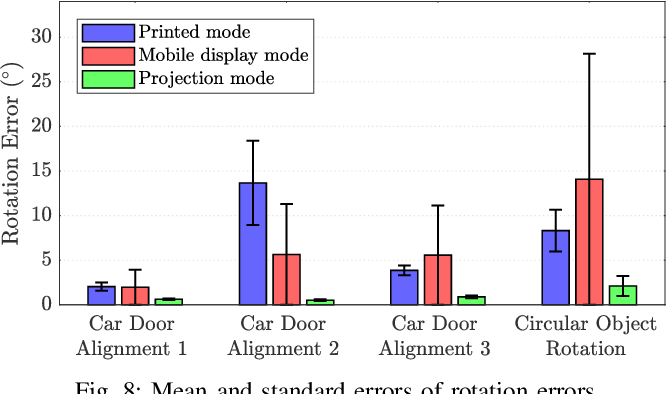 Printed mode
Mobile display mode
Projection mode
Rotation Error (°)
30
25
20
15
10
5
0
Car Door
Alignment 1
Car Door
Alignment 2
Car Door
Alignment 3
Circular Object
Rotation
Fig. 8: Mean and standard errors of rotation errors